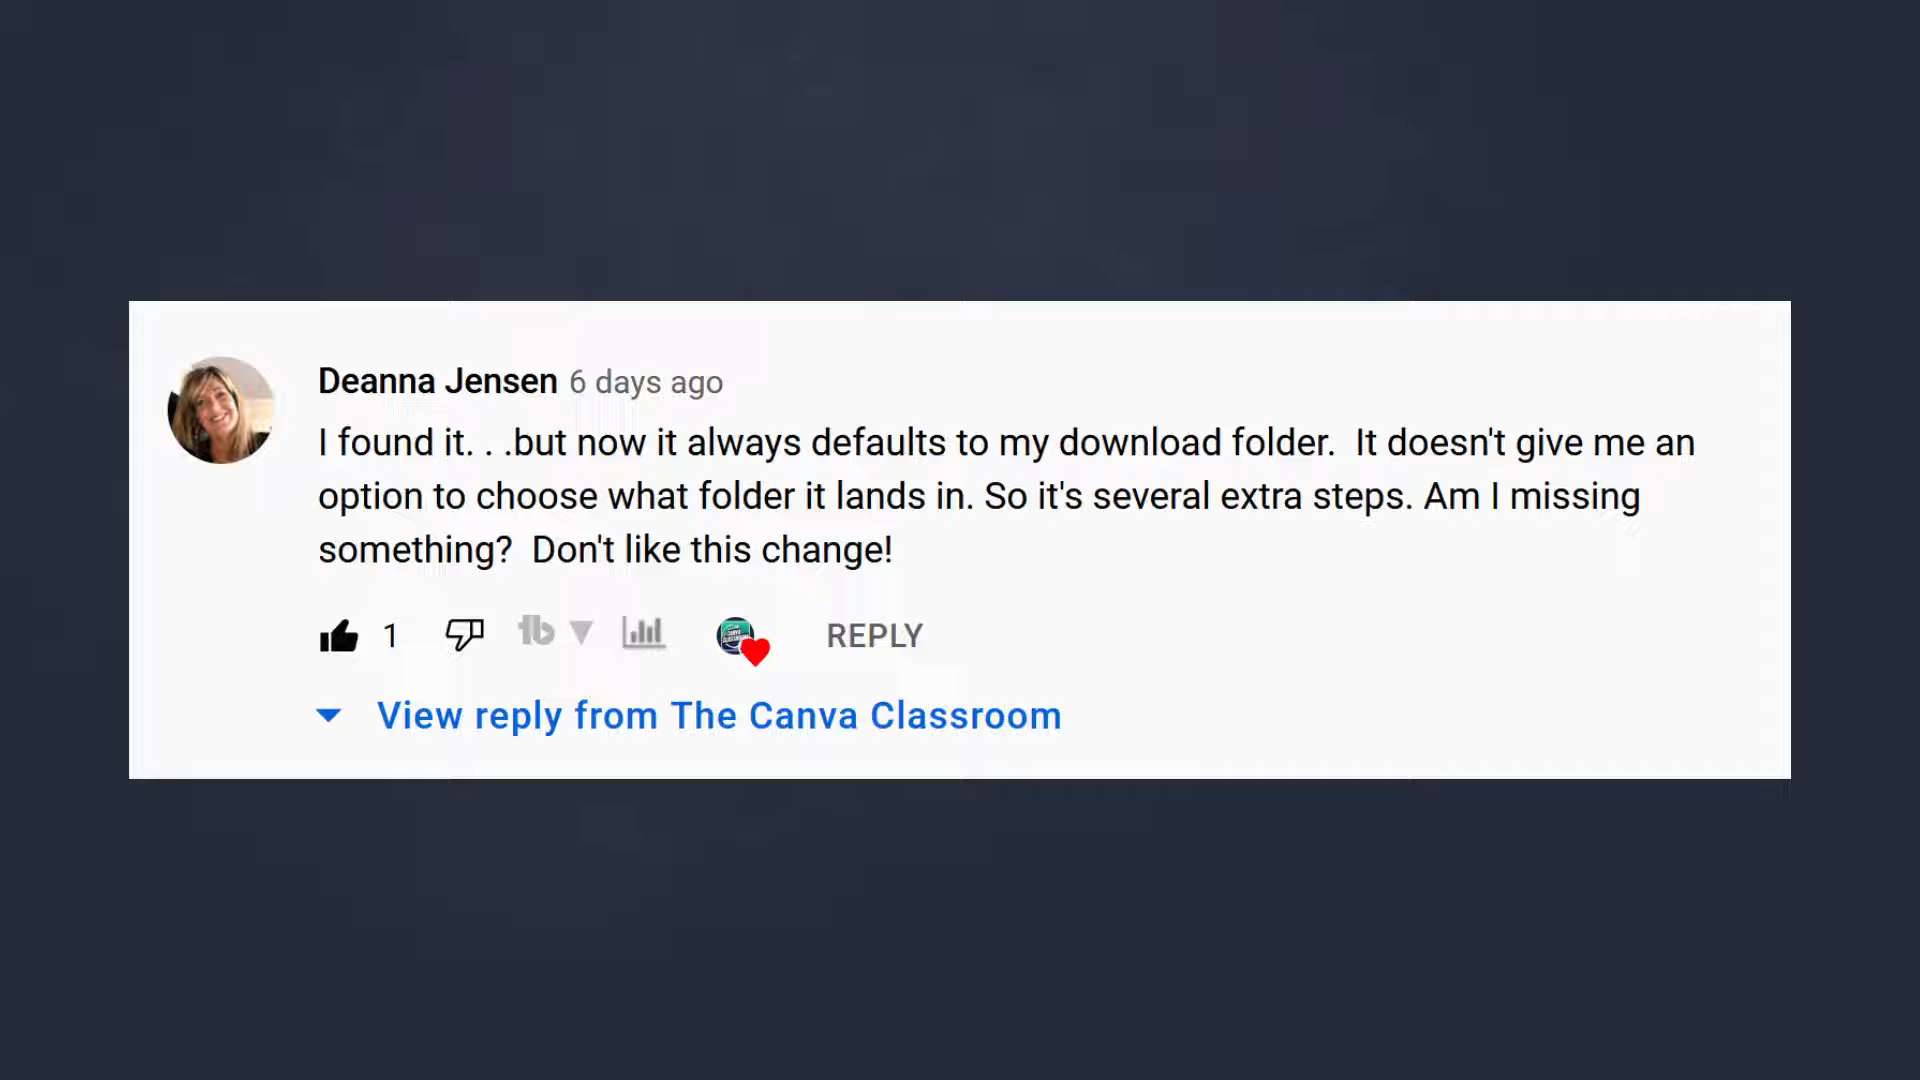 Deanna Jensen 6 days ago
I found it. . .but now it always defaults to my download folder.  It doesn't give me an
option to choose what folder it lands in. So it's several extra steps. Am I missing
something?  Don't like this change!
1 tb REPLY
View reply from The Canva Classroom